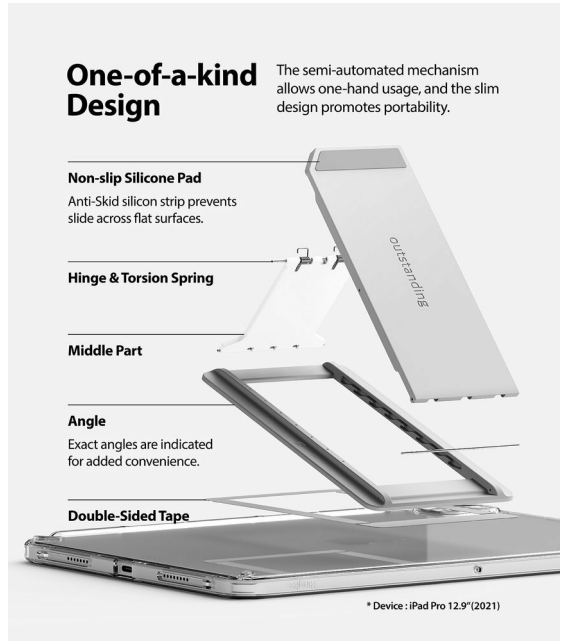 One-of-a-kind
Design
The semi-automated mechanism
allows one-hand usage, and the slim
design promotes portability.
Non-slip Silicone Pad
Anti-Skid silicon strip prevents
slide across flat surfaces.
outstanding
Hinge & Torsion Spring
Middle Part
Angle
Exact angles are indicated
for added convenience.
Double-Sided Tape
* Device : iPad Pro 12.9"(2021)